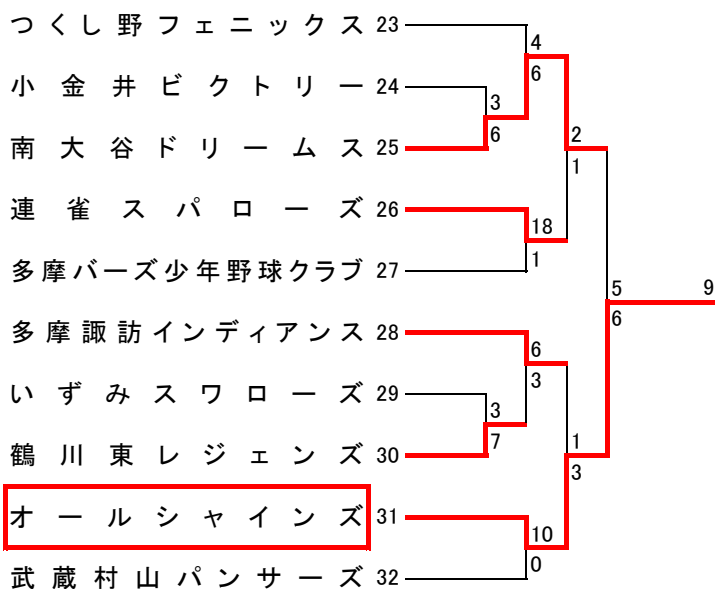 つくし野フェニックス 23
4
6
小金井ビクトリー 24
3
6
南大谷ドリームス 25
2
1
連雀スパローズ 26
18
1
多摩バーズ少年野球クラブ 27
5
9
6
多摩諏訪インディアンス 28
6
3
いずみスワローズ 29
3
7
鶴川東レジェンズ 30
1
3
オールシャインズ 31
10
0
武蔵村山パンサーズ 32